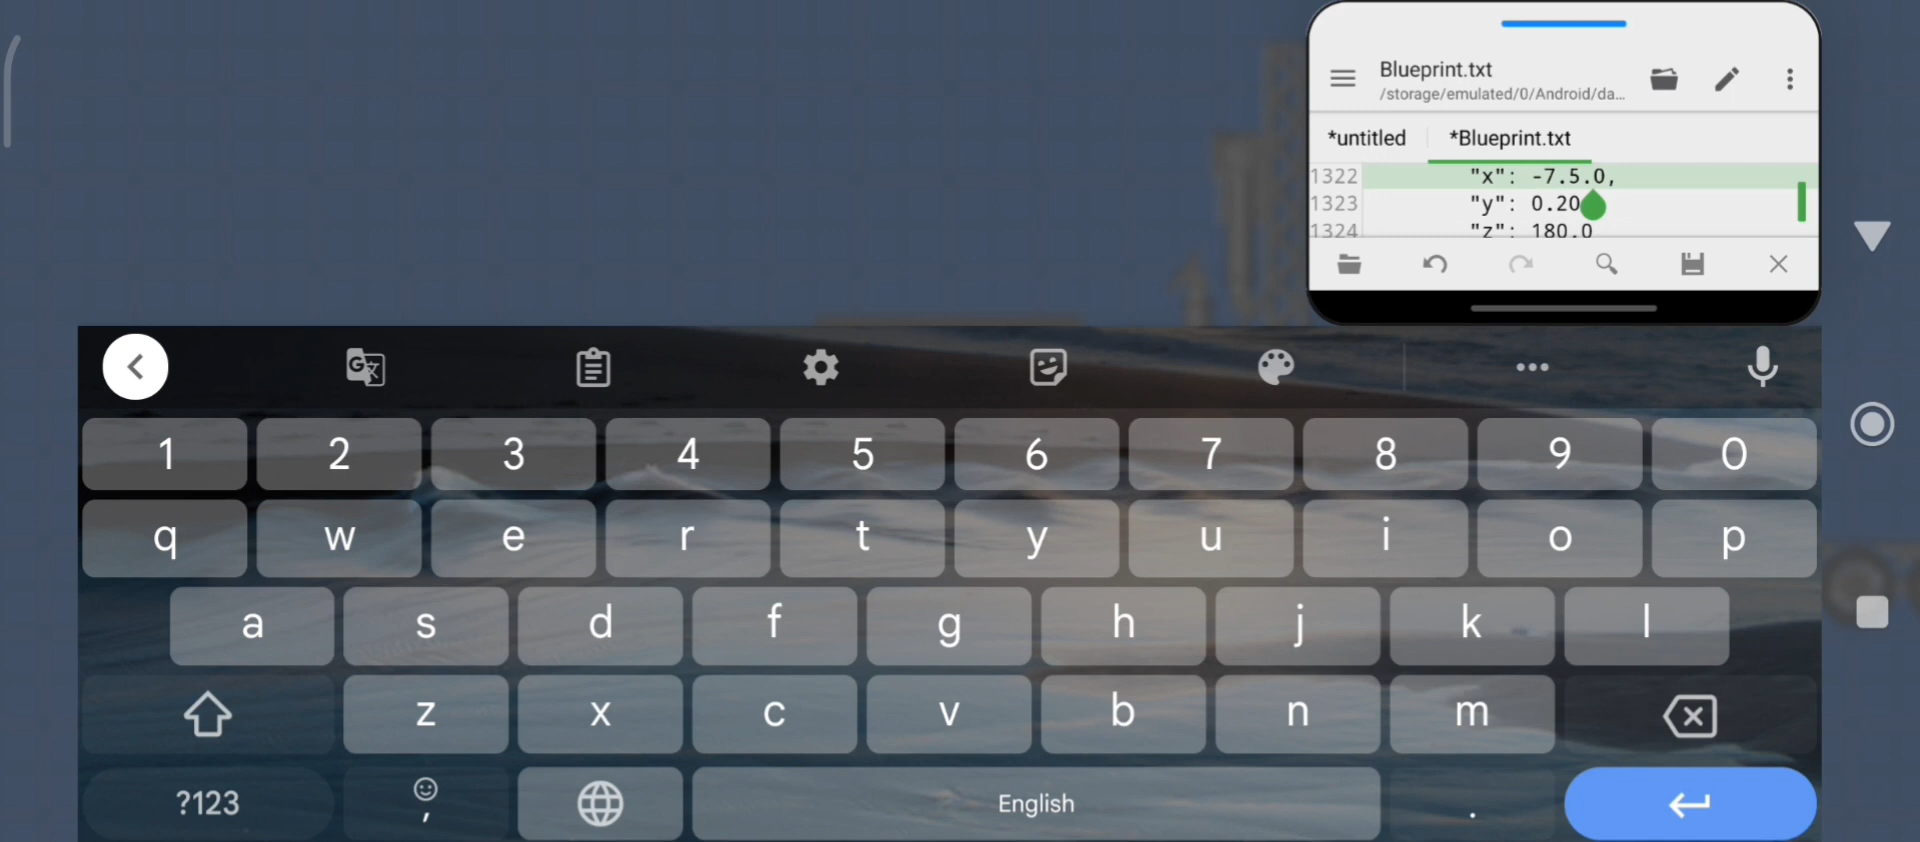 Blueprint.txt
/storage/emulated/0/Android/da...
*untitled
*Blueprint.txt
1322 "x": -7.5.0,
1323 "y": 0.20
1324 "z": 180.0
1 2 3 4 5 6 7 8 9 0
q w e r t y u i o p
a s d f g h j k l
z x c v b n m
?123 , English .